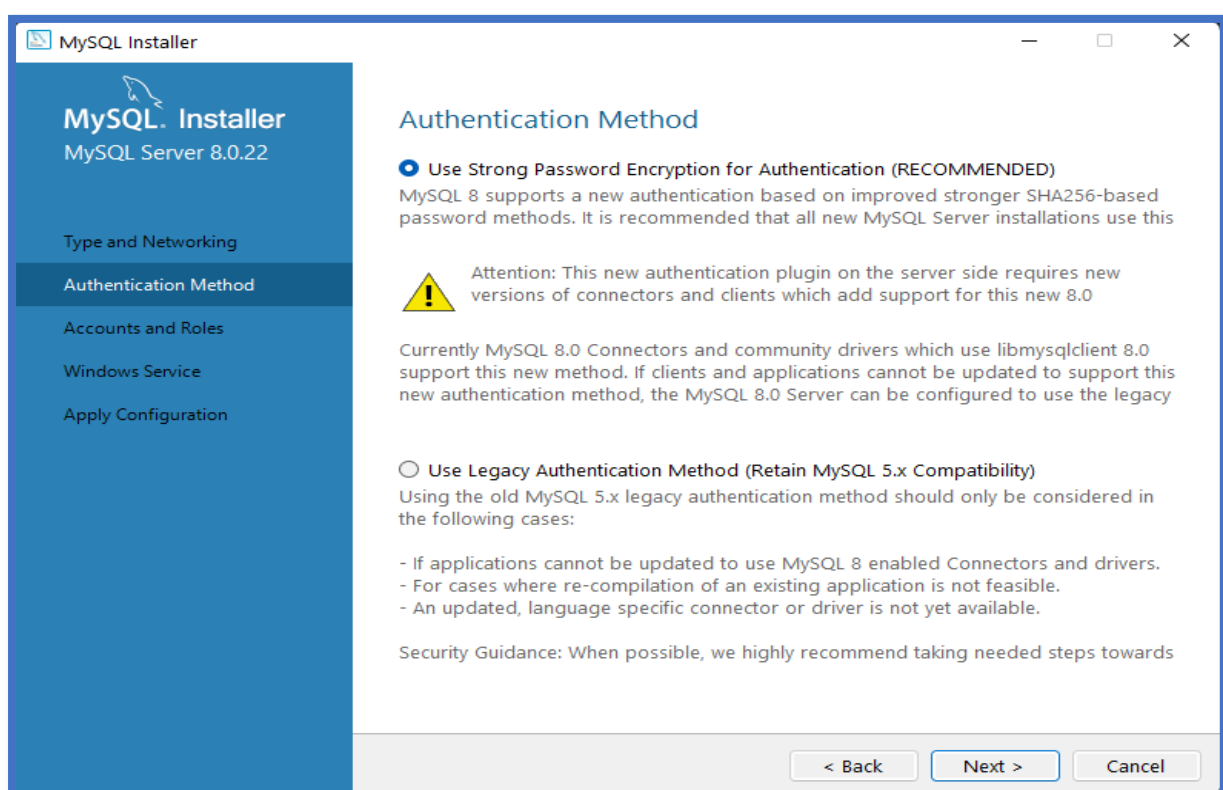 MySQL Installer
MySQL. Installer
MySQL Server 8.0.22
Type and Networking
Authentication Method
Accounts and Roles
Windows Service
Apply Configuration
Authentication Method
Use Strong Password Encryption for Authentication (RECOMMENDED)
MySQL 8 supports a new authentication based on improved stronger SHA256-based
password methods. It is recommended that all new MySQL Server installations use this
Attention: This new authentication plugin on the server side requires new
versions of connectors and clients which add support for this new 8.0
Currently MySQL 8.0 Connectors and community drivers which use libmysqlclient 8.0
support this new method. If clients and applications cannot be updated to support this
new authentication method, the MySQL 8.0 Server can be configured to use the legacy
Use Legacy Authentication Method (Retain MySQL 5.x Compatibility)
Using the old MySQL 5.x legacy authentication method should only be considered in
the following cases:
- If applications cannot be updated to use MySQL 8 enabled Connectors and drivers.
- For cases where re-compilation of an existing application is not feasible.
- An updated, language specific connector or driver is not yet available.
Security Guidance: When possible, we highly recommend taking needed steps towards
< Back
Next >
Cancel